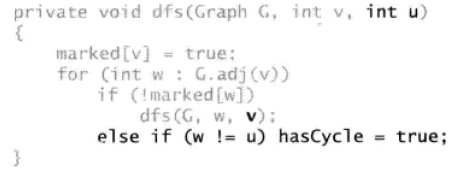 private void dfs(Graph G, int v, int u)
{
    marked[v] = true;
    for (int w : G.adj(v))
        if (!marked[w])
            dfs(G, w, v);
        else if (w != u) hasCycle = true;
}